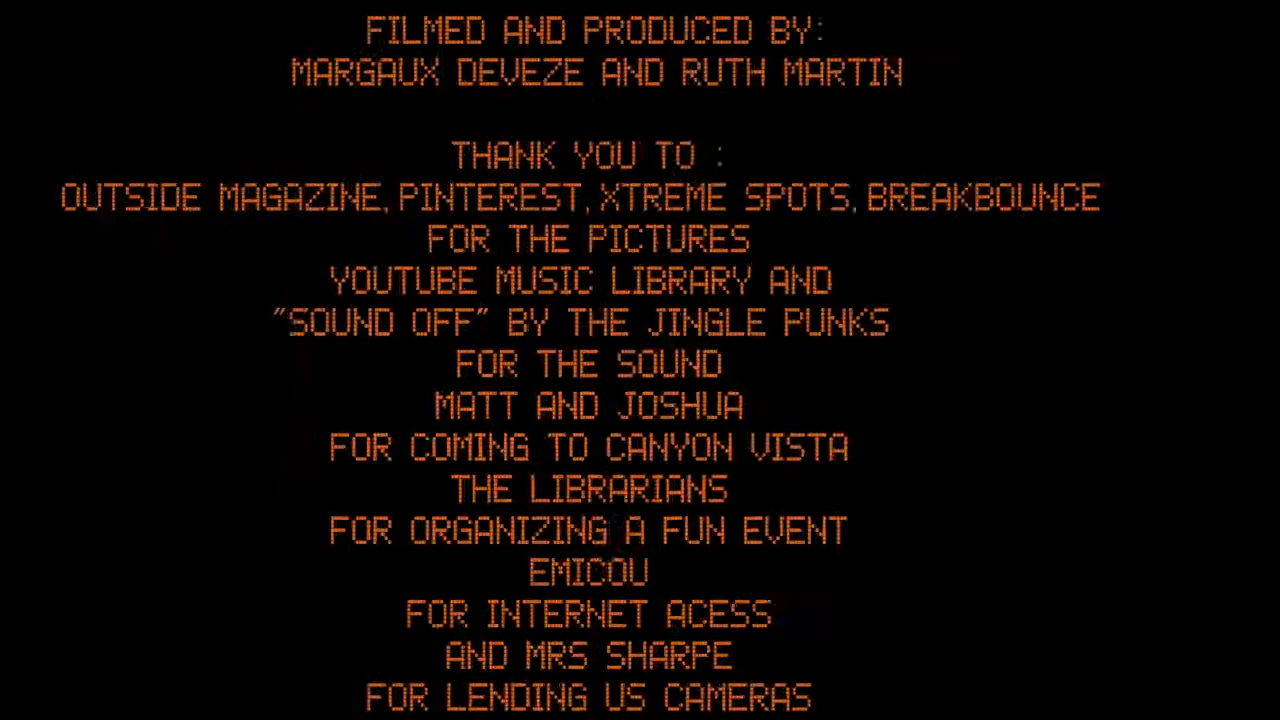 FILMED AND PRODUCED BY:
MARGAUX DEVEZE AND RUTH MARTIN
THANK YOU TO :
OUTSIDE MAGAZINE, PINTEREST, XTREME SPOTS, BREAKBOUNCE
FOR THE PICTURES
YOUTUBE MUSIC LIBRARY AND
"SOUND OFF" BY THE JINGLE PUNKS
FOR THE SOUND
MATT AND JOSHUA
FOR COMING TO CANYON VISTA
THE LIBRARIANS
FOR ORGANIZING A FUN EVENT
EMICOU
FOR INTERNET ACESS
AND MRS SHARPE
FOR LENDING US CAMERAS